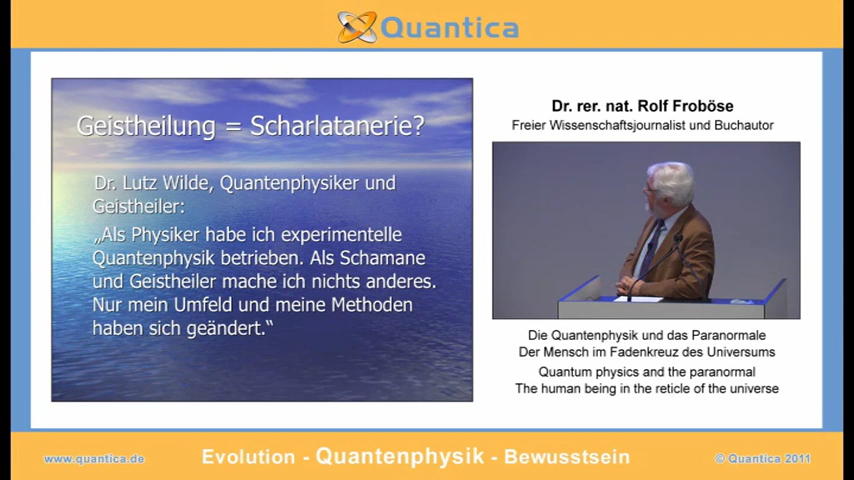 Quantica
Geistheilung = Scharlatanerie?
Dr. Lutz Wilde, Quantenphysiker und
Geistheiler:
„Als Physiker habe ich experimentelle
Quantenphysik betrieben. Als Schamane
und Geistheiler mache ich nichts anderes.
Nur mein Umfeld und meine Methoden
haben sich geändert.“
Dr. rer. nat. Rolf Froböse
Freier Wissenschaftsjournalist und Buchautor
Die Quantenphysik und das Paranormale
Der Mensch im Fadenkreuz des Universums
Quantum physics and the paranormal
The human being in the reticle of the universe
www.quantica.de
Evolution - Quantenphysik - Bewusstsein
© Quantica 2011